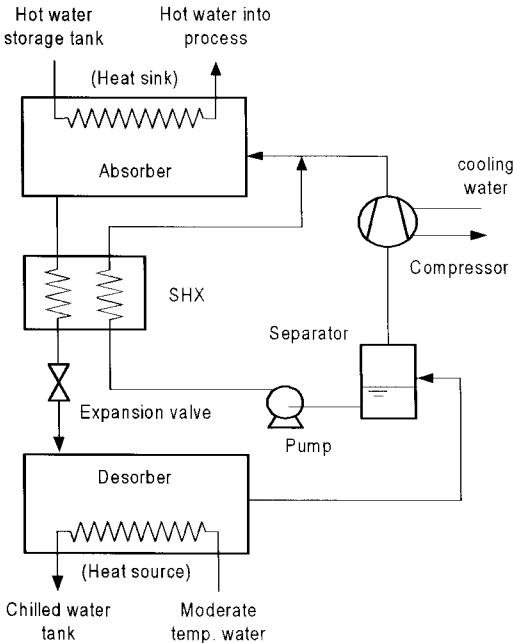 Hot water
storage tank
Hot water into
process
(Heat sink)
Absorber
cooling
water
Compressor
SHX
Separator
Expansion valve
Pump
Desorber
(Heat source)
Chilled water
tank
Moderate
temp. water